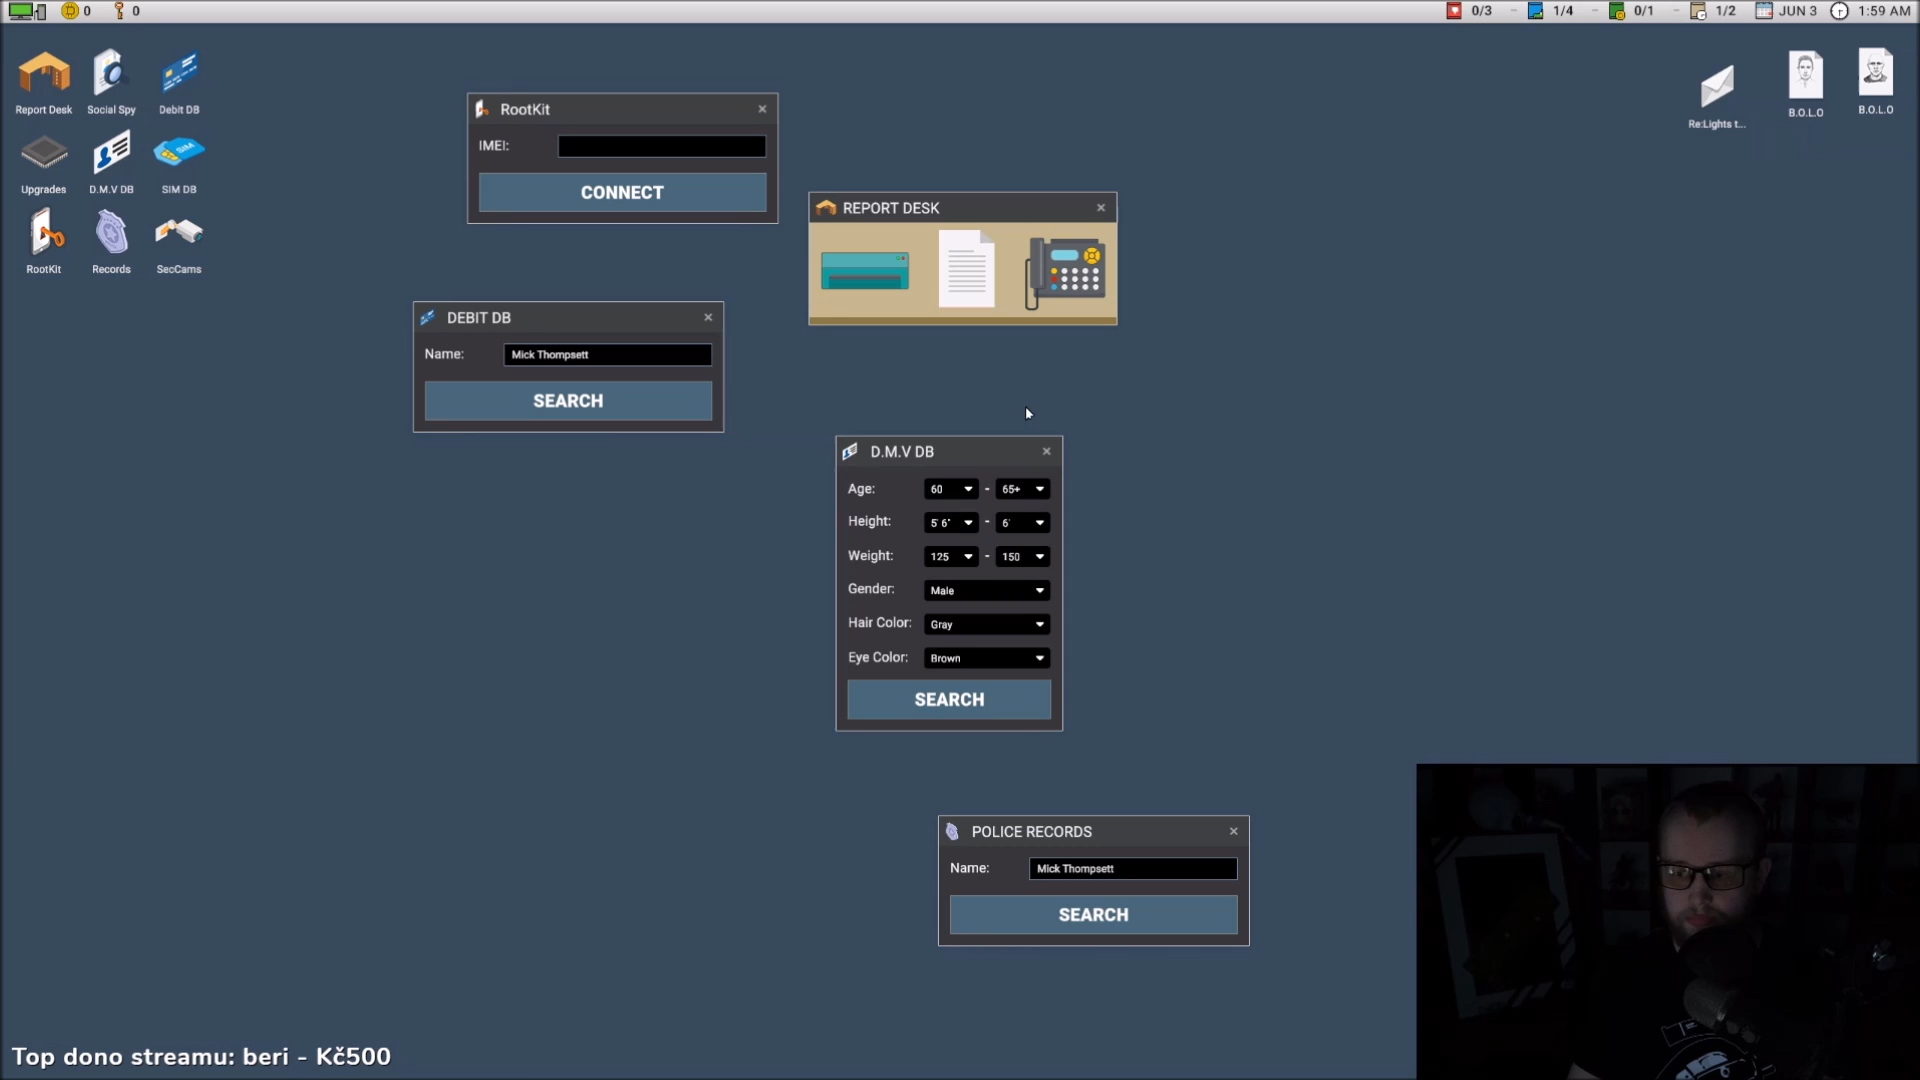 0 0 0/3 - 1/4 - 0/1 - 1/2 JUN 3 1:59 AM
Report Desk Social Spy Debit DB
Upgrades D.M.V DB SIM DB
SIM
RootKit Records SecCams
Re:Lights t...
B.O.L.O
B.O.L.O
RootKit ×
IMEI:
CONNECT
REPORT DESK ×
DEBIT DB ×
Name: Mick Thompsett
SEARCH
D.M.V DB ×
Age: 60 - 65+
Height: 5' 6" - 6'
Weight: 125 - 150
Gender: Male
Hair Color: Gray
Eye Color: Brown
SEARCH
POLICE RECORDS ×
Name: Mick Thompsett
SEARCH
Top dono streamu: beri - Kč500